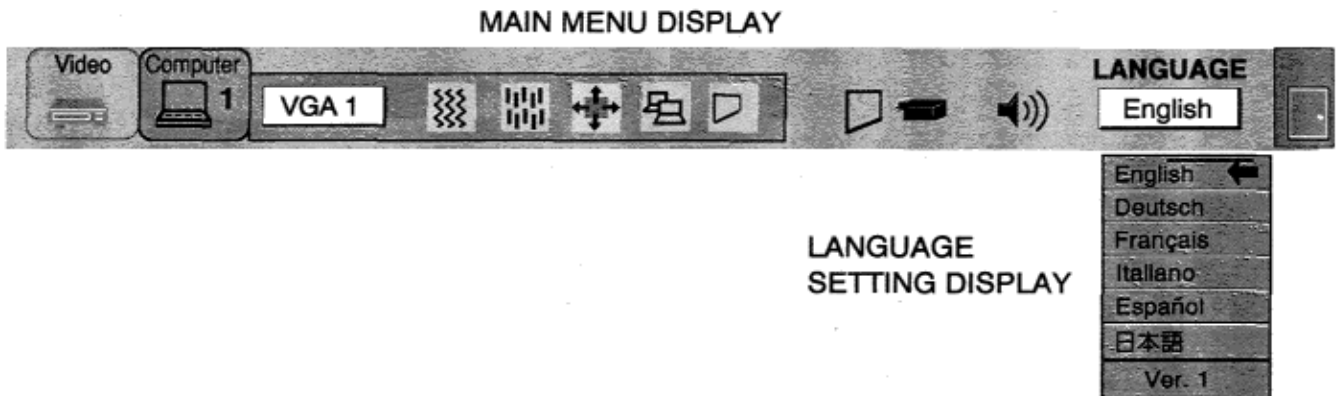 MAIN MENU DISPLAY
Video
Computer
1
VGA 1
LANGUAGE
English
English
Deutsch
Français
Italiano
Español
日本語
Ver. 1
LANGUAGE
SETTING DISPLAY